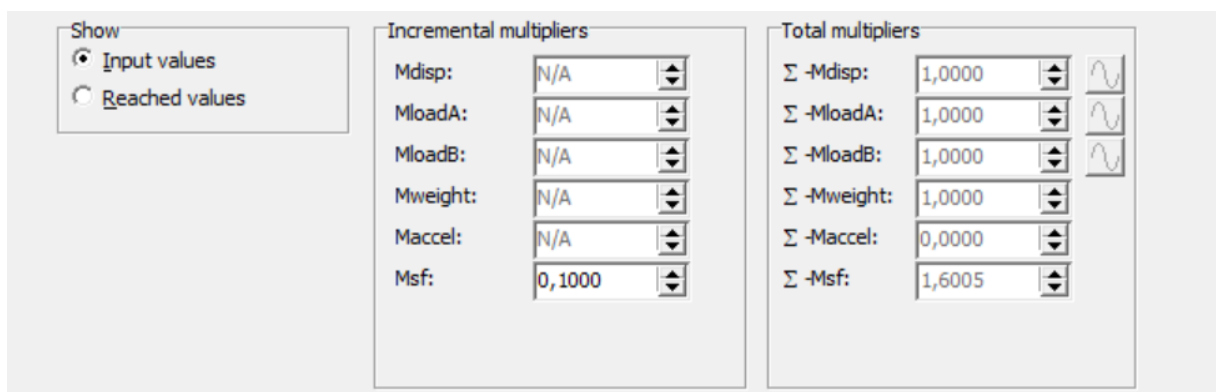 Show
Input values
Reached values
Incremental multipliers
Mdisp: N/A
MloadA: N/A
MloadB: N/A
Mweight: N/A
Maccel: N/A
Msf: 0,1000
Total multipliers
Σ -Mdisp: 1,0000
Σ -MloadA: 1,0000
Σ -MloadB: 1,0000
Σ -Mweight: 1,0000
Σ -Maccel: 0,0000
Σ -Msf: 1,6005